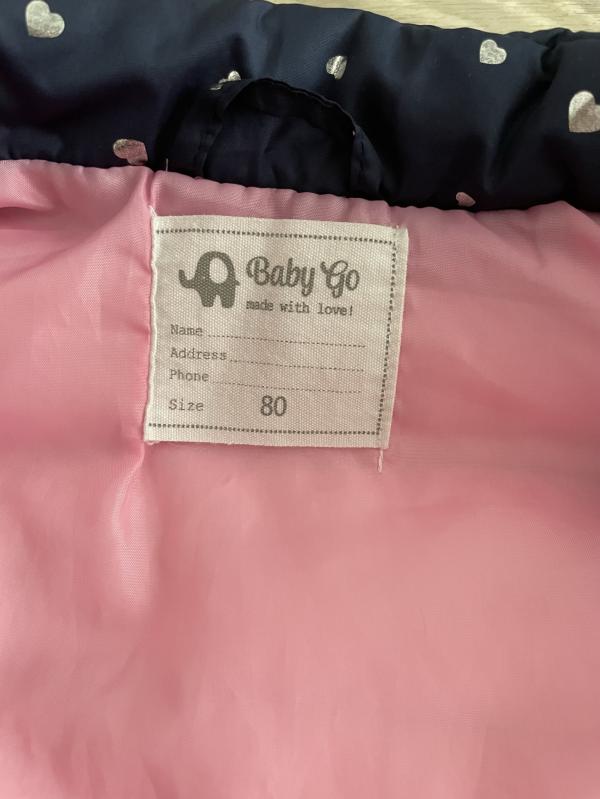 Baby Go
made with love!
Name
Address
Phone
Size 80